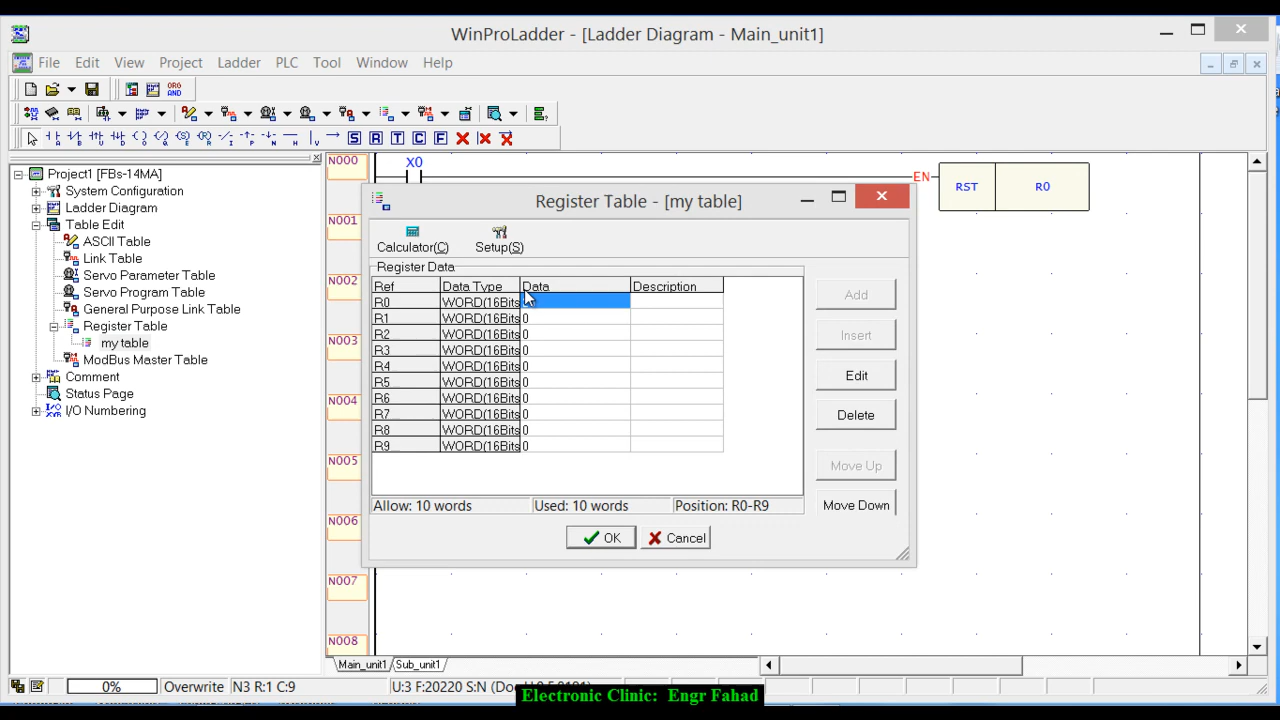 WinProLadder - [Ladder Diagram - Main_unit1]
File Edit View Project Ladder PLC Tool Window Help
ORG
AND
A B U D O Q S R I P N H V S R T C F
Project1 [FBs-14MA]
System Configuration
Ladder Diagram
Table Edit
ASCII Table
Link Table
Servo Parameter Table
Servo Program Table
General Purpose Link Table
Register Table
my table
ModBus Master Table
Comment
Status Page
I/O Numbering
N000
X0
EN
RST R0
N001
N002
N003
N004
N005
N006
N007
N008
Register Table - [my table]
Calculator(C) Setup(S)
Register Data
Ref Data Type Data Description
R0 WORD(16Bits
R1 WORD(16Bits 0
R2 WORD(16Bits 0
R3 WORD(16Bits 0
R4 WORD(16Bits 0
R5 WORD(16Bits 0
R6 WORD(16Bits 0
R7 WORD(16Bits 0
R8 WORD(16Bits 0
R9 WORD(16Bits 0
Allow: 10 words Used: 10 words Position: R0-R9
Add
Insert
Edit
Delete
Move Up
Move Down
OK Cancel
Main_unit1 Sub_unit1
0% Overwrite N3 R:1 C:9 U:3 F:20220 S:N
Electronic Clinic: Engr Fahad